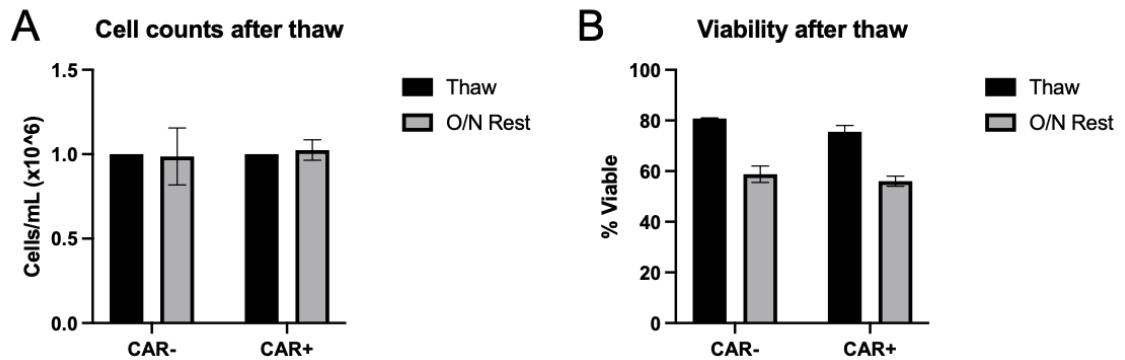 A
Cell counts after thaw
Cells/mL (x10^6)
1.5
1.0
0.5
0.0
CAR-
CAR+
Thaw
O/N Rest
B
Viability after thaw
% Viable
100
80
60
40
20
0
CAR-
CAR+
Thaw
O/N Rest